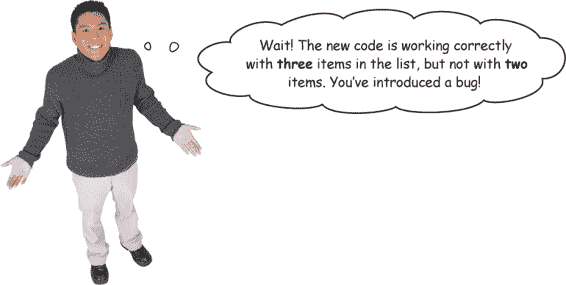 Wait! The new code is working correctly
with three items in the list, but not with two
items. You've introduced a bug!